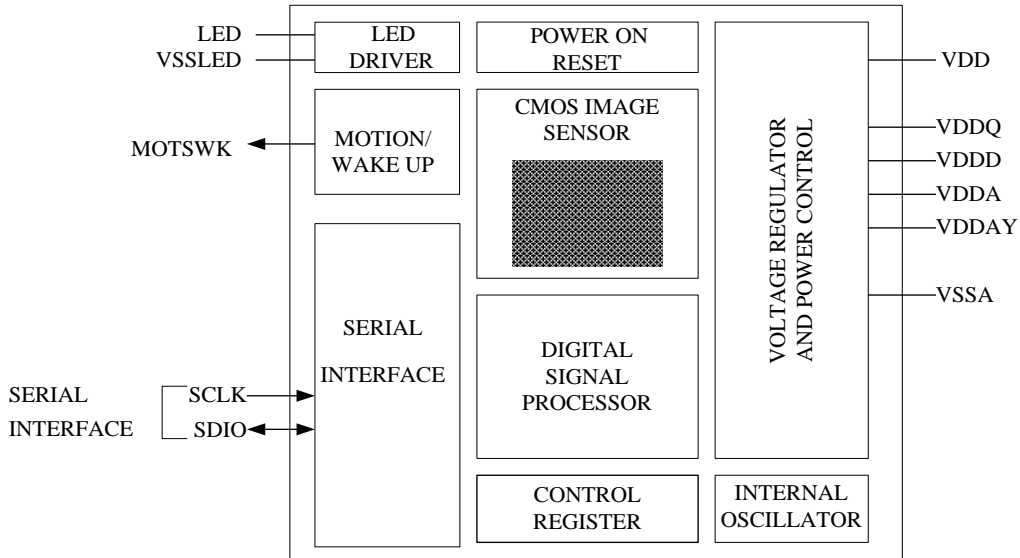 LED
VSSLED
LED
DRIVER
POWER ON
RESET
VDD
MOTSWK
MOTION/
WAKE UP
CMOS IMAGE
SENSOR
VOLTAGE REGULATOR
AND POWER CONTROL
VDDQ
VDDD
VDDA
VDDAY
VSSA
SERIAL
INTERFACE
DIGITAL
SIGNAL
PROCESSOR
SERIAL
INTERFACE
SCLK
SDIO
CONTROL
REGISTER
INTERNAL
OSCILLATOR